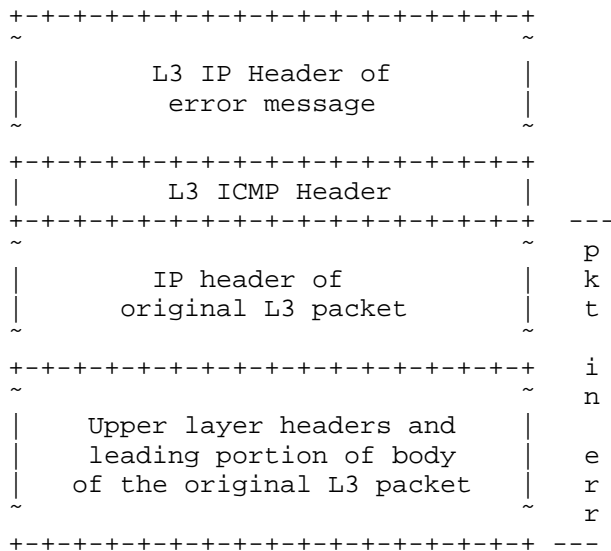 +-+-+-+-+-+-+-+-+-+-+-+-+-+-+
~                            ~
|        L3 IP Header of        |
|         error message         |
~                            ~
+-+-+-+-+-+-+-+-+-+-+-+-+-+-+
|         L3 ICMP Header        |
+-+-+-+-+-+-+-+-+-+-+-+-+-+-+  ---
~                            ~   p
|        IP header of           |   k
|      original L3 packet       |   t
~                            ~
+-+-+-+-+-+-+-+-+-+-+-+-+-+-+   i
~                            ~   n
|    Upper layer headers and    |
|    leading portion of body    |   e
|   of the original L3 packet   |   r
~                            ~   r
+-+-+-+-+-+-+-+-+-+-+-+-+-+-+ ---